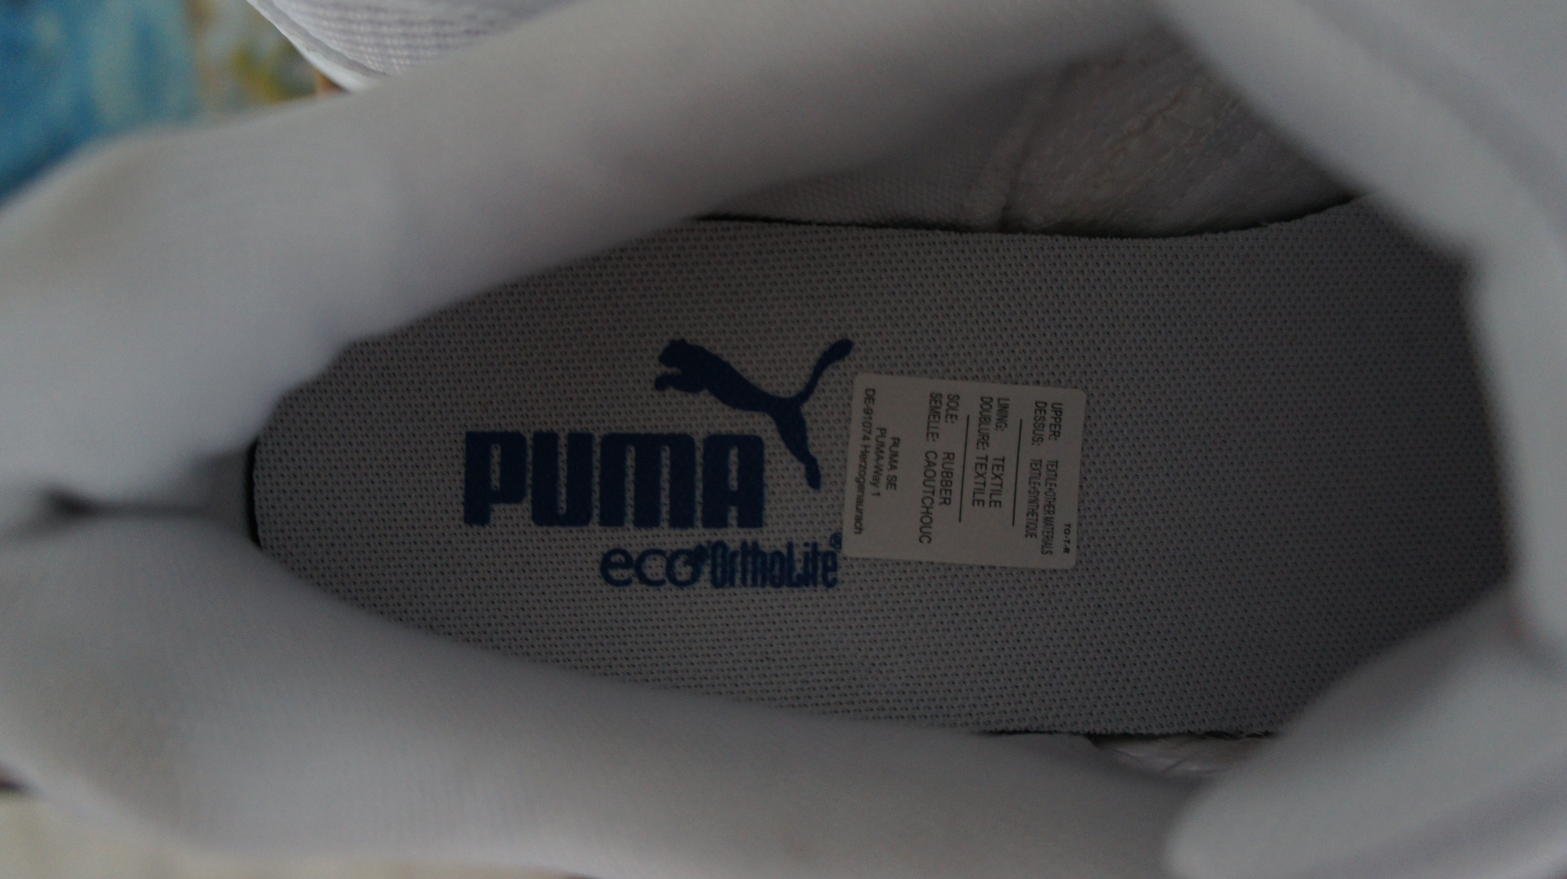 PUMA
eco OrthoLite®
TO-T-R
UPPER: TEXTILE+OTHER MATERIALS
DESSUS: TEXTILE+SYNTHETIQUE
LINING: TEXTILE
DOUBLURE: TEXTILE
SOLE: RUBBER
SEMELLE: CAOUTCHOUC
PUMA SE
PUMA-Way 1
DE-91074 Herzogenaurach